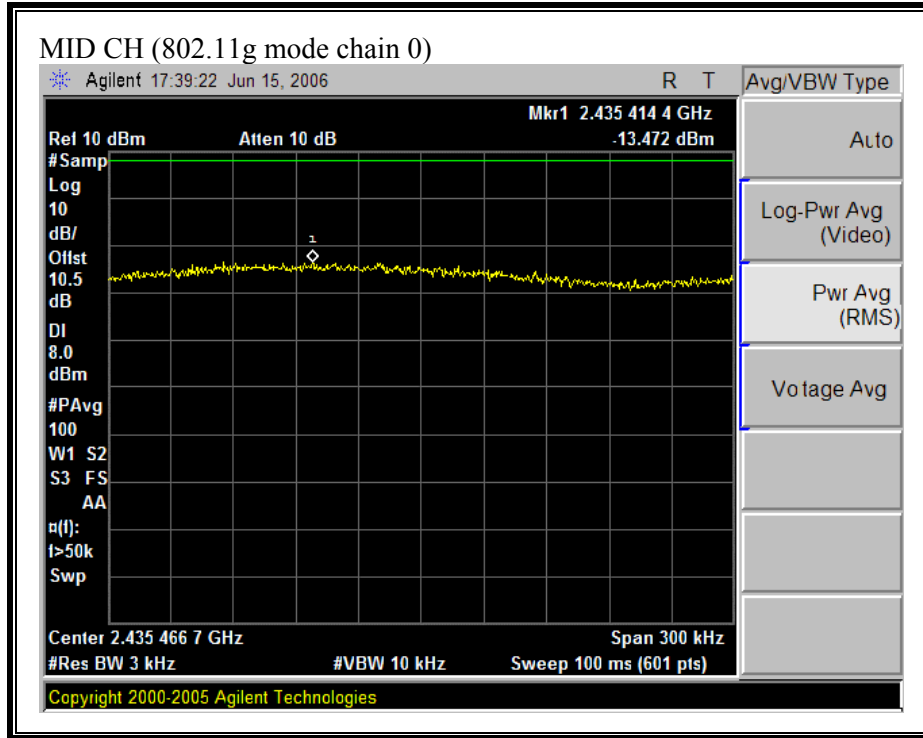 MID CH (802.11g mode chain 0)
Agilent 17:39:22 Jun 15, 2006 R T
Avg/VBW Type
Mkr1 2.435 414 4 GHz
Ref 10 dBm Atten 10 dB -13.472 dBm
#Samp
Log
10
dB/
Offst
10.5
dB
DI
8.0
dBm
#PAvg
100
W1 S2
S3 FS
AA
¤(f):
f>50k
Swp
1
Center 2.435 466 7 GHz Span 300 kHz
#Res BW 3 kHz #VBW 10 kHz Sweep 100 ms (601 pts)
Copyright 2000-2005 Agilent Technologies
Auto
Log-Pwr Avg
(Video)
Pwr Avg
(RMS)
Voltage Avg